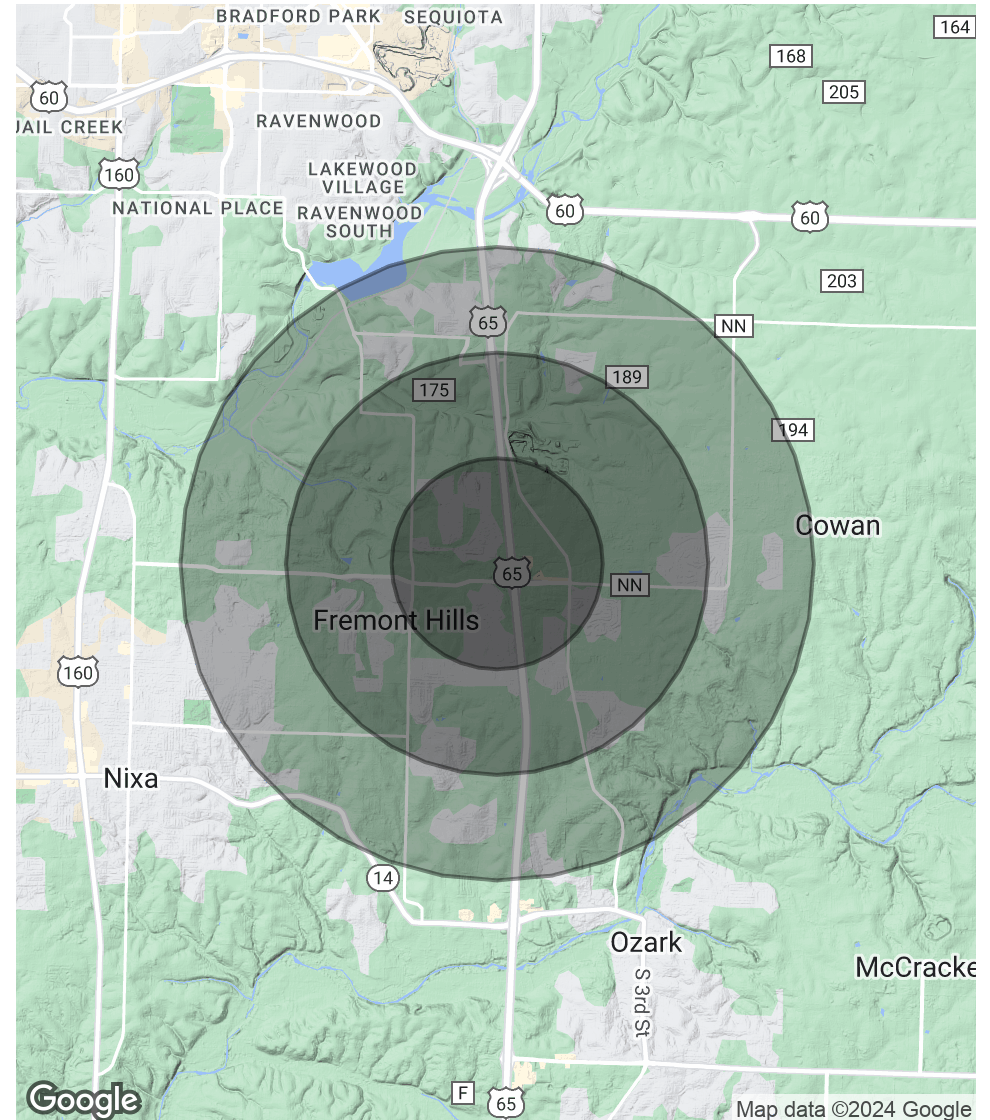 BRADFORD PARK
SEQUIOTA
164
168
60
205
RAVENWOOD
JAIL CREEK
160
LAKEWOOD
VILLAGE
NATIONAL PLACE
RAVENWOOD
SOUTH
60
60
203
65
NN
175
189
194
Cowan
65
NN
Fremont Hills
160
Nixa
14
Ozark
McCracke
S 3rd St
F
65
Google
Map data ©2024 Google